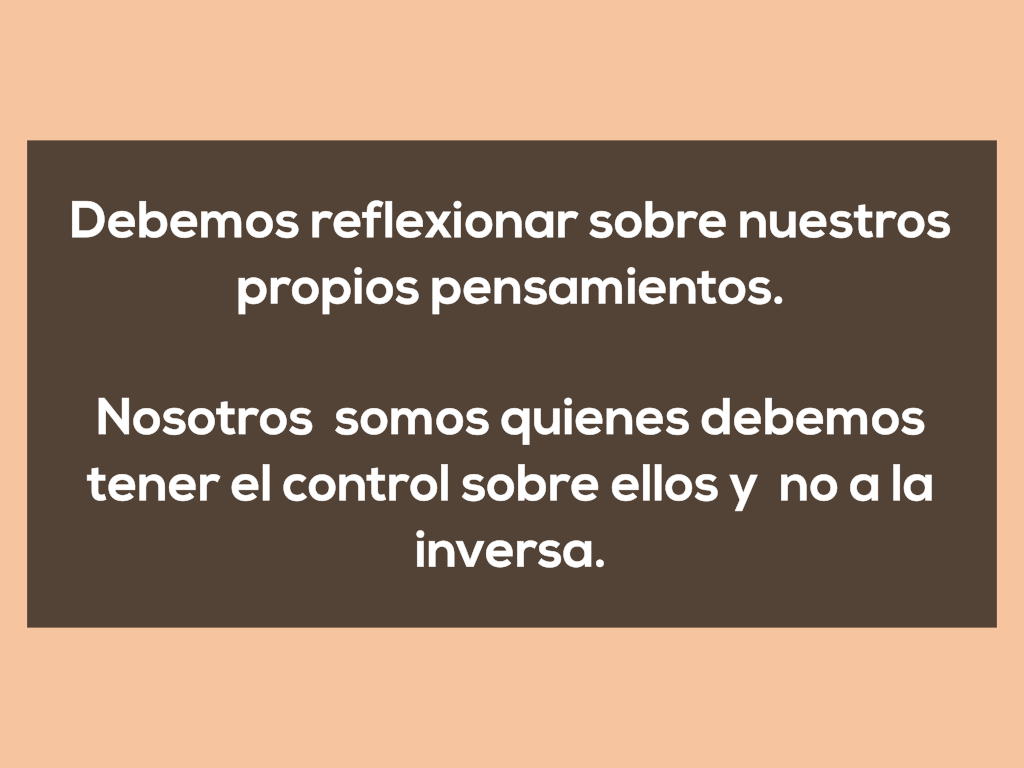 Debemos reflexionar sobre nuestros
propios pensamientos.
Nosotros  somos quienes debemos
tener el control sobre ellos y  no a la
inversa.